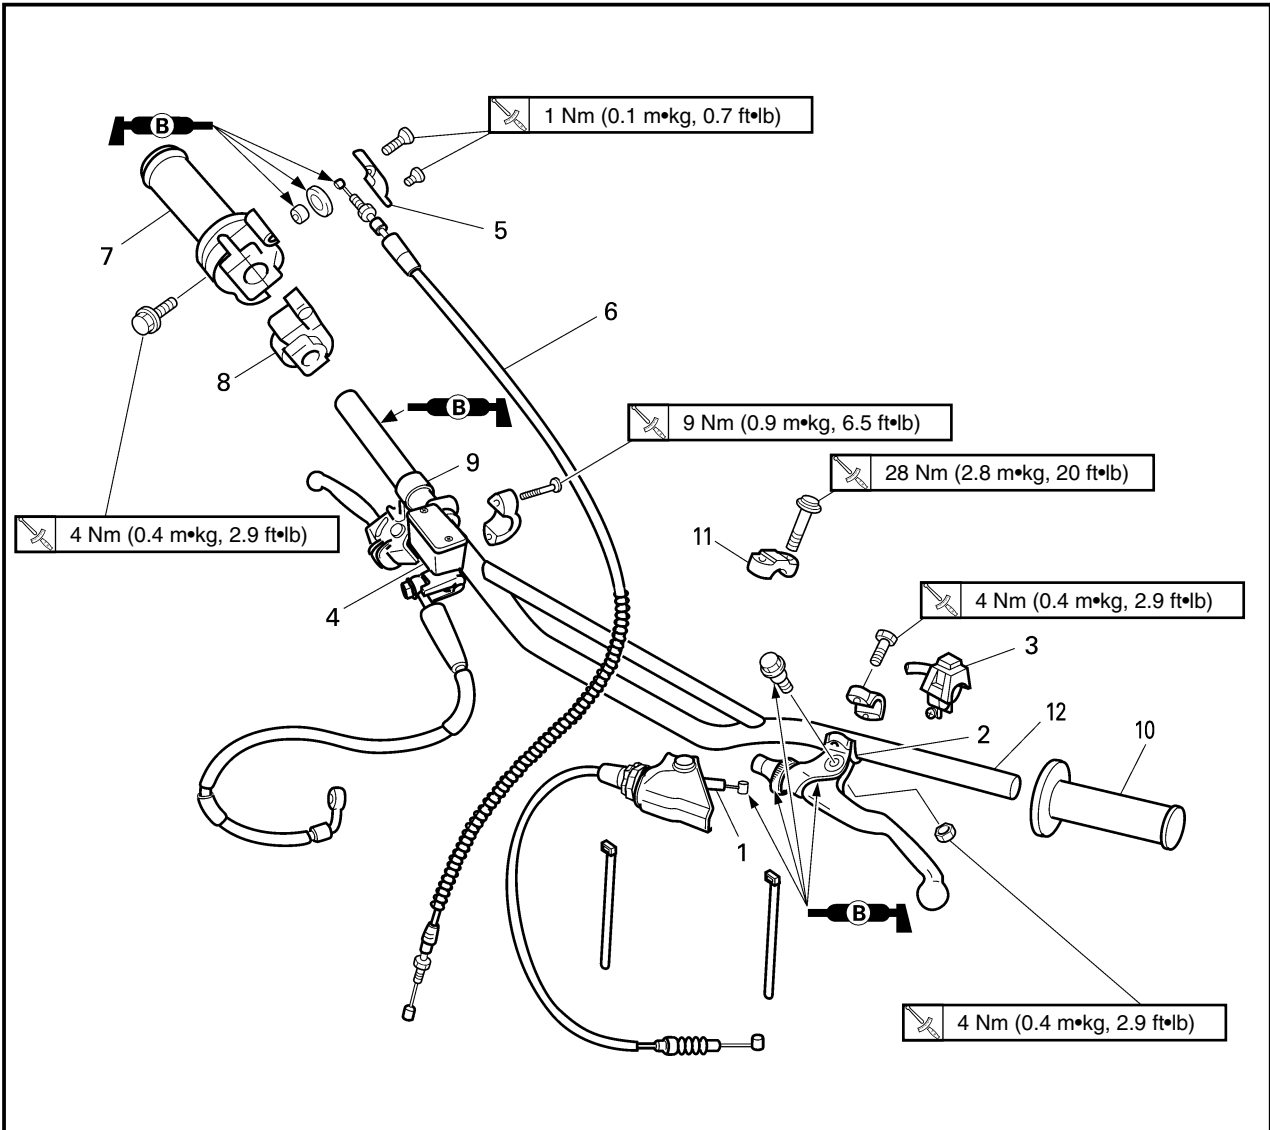 1 Nm (0.1 m•kg, 0.7 ft•lb)
B
7
5
6
8
B
9 Nm (0.9 m•kg, 6.5 ft•lb)
9
28 Nm (2.8 m•kg, 20 ft•lb)
4 Nm (0.4 m•kg, 2.9 ft•lb)
11
4
4 Nm (0.4 m•kg, 2.9 ft•lb)
3
12
2
10
1
B
4 Nm (0.4 m•kg, 2.9 ft•lb)